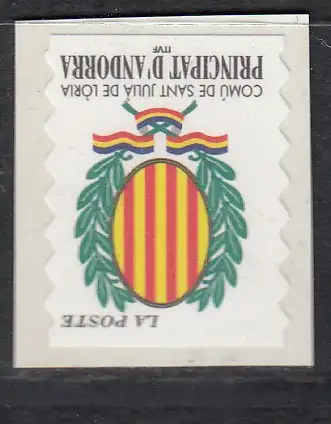 LA POSTE
COMÚ DE SANT JULIÀ DE LÒRIA
PRINCIPAT D'ANDORRA
ITVF